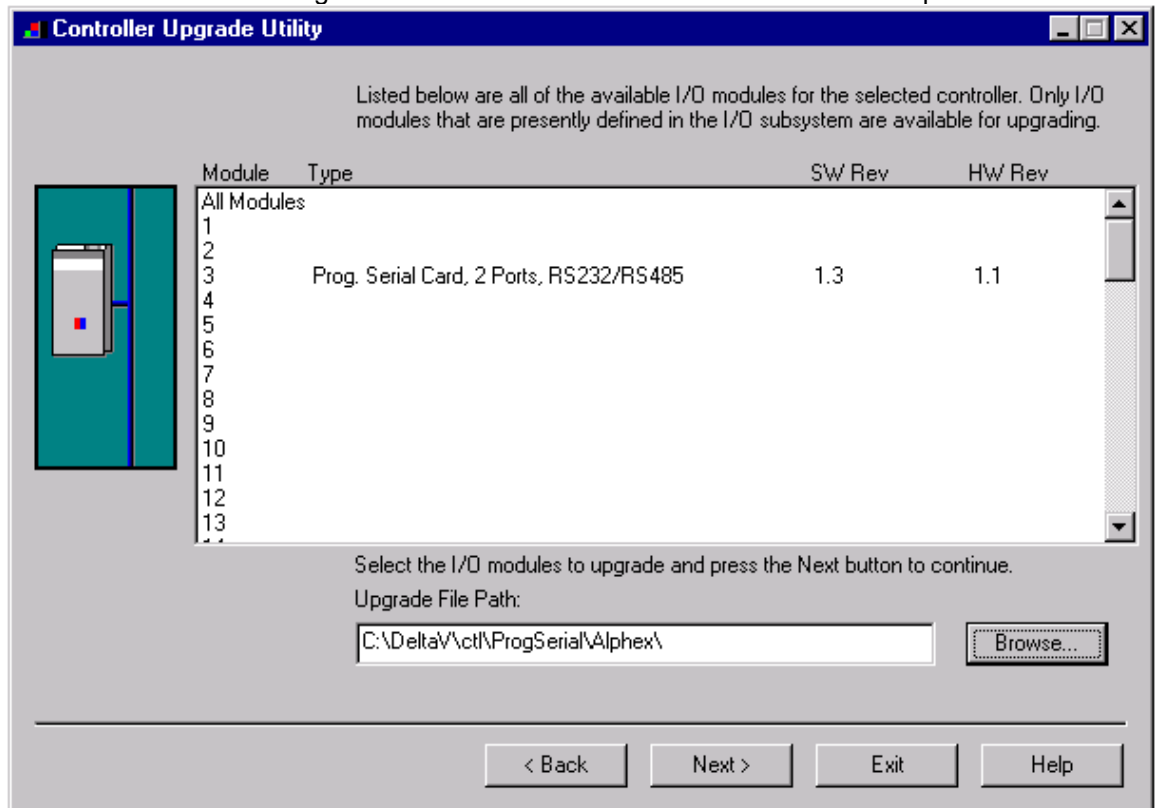 Controller Upgrade Utility
Listed below are all of the available I/O modules for the selected controller. Only I/O
modules that are presently defined in the I/O subsystem are available for upgrading.
Module Type SW Rev HW Rev
All Modules
1
2
3 Prog. Serial Card, 2 Ports, RS232/RS485 1.3 1.1
4
5
6
7
8
9
10
11
12
13
Select the I/O modules to upgrade and press the Next button to continue.
Upgrade File Path:
C:\DeltaV\ctl\ProgSerial\Alphex\
Browse...
< Back Next > Exit Help